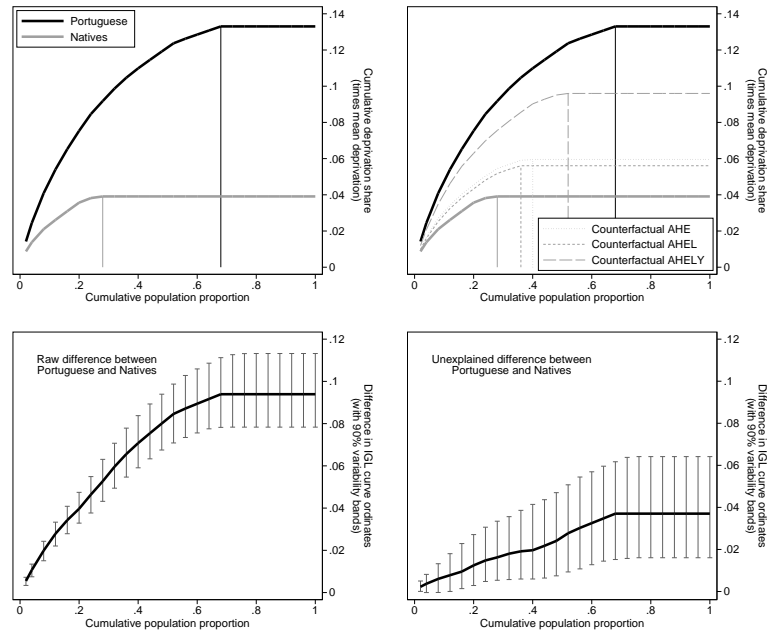 Portuguese
Natives
0
.02
.04
.06
.08
.1
.12
.14
Cumulative deprivation share
(times mean deprivation)
0 .2 .4 .6 .8 1
Cumulative population proportion
Counterfactual AHE
Counterfactual AHEL
Counterfactual AHELY
0
.02
.04
.06
.08
.1
.12
.14
Cumulative deprivation share
(times mean deprivation)
0 .2 .4 .6 .8 1
Cumulative population proportion
Raw difference between
Portuguese and Natives
0
.02
.04
.06
.08
.1
.12
Difference in IGL curve ordinates
(with 90% variability bands)
0 .2 .4 .6 .8 1
Cumulative population proportion
Unexplained difference between
Portuguese and Natives
0
.02
.04
.06
.08
.1
.12
Difference in IGL curve ordinates
(with 90% variability bands)
0 .2 .4 .6 .8 1
Cumulative population proportion